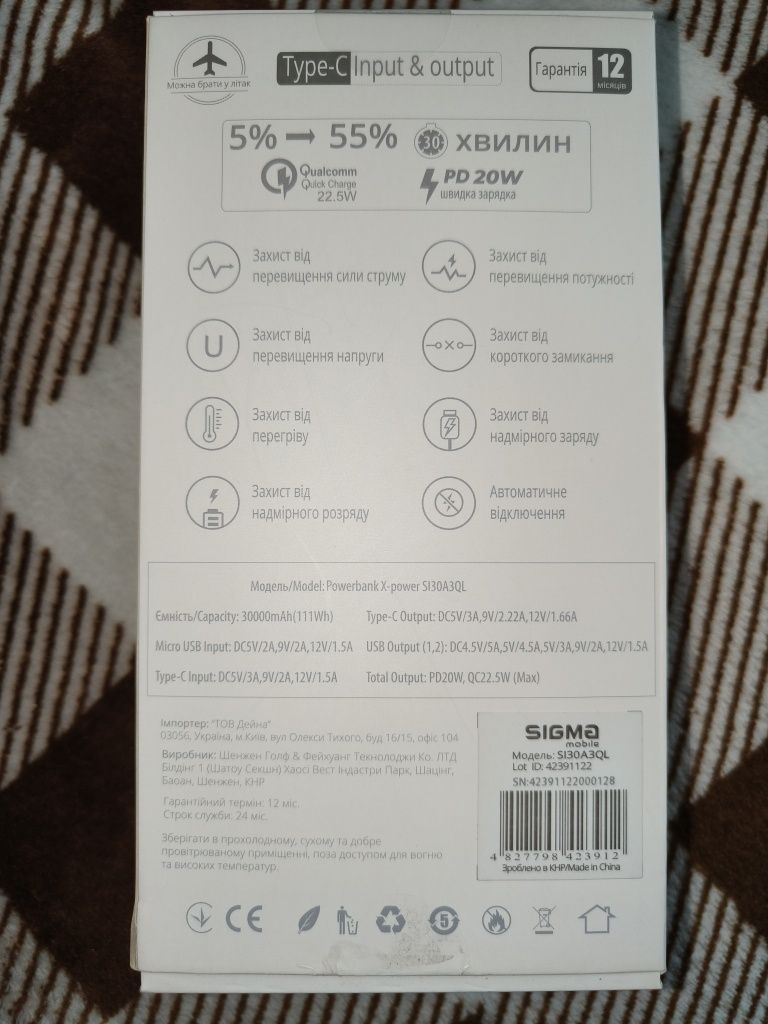 Можна брати у літак
Type-C Input & output
Гарантія 12 місяців
5% → 55% 30 ХВИЛИН
Qualcomm
Quick Charge
22.5W
PD 20W
швидка зарядка
Захист від
перевищення сили струму
Захист від
перевищення потужності
U
Захист від
перевищення напруги
Захист від
короткого замикання
Захист від
перегріву
Захист від
надмірного заряду
Захист від
надмірного розряду
Автоматичне
відключення
Модель/Model: Powerbank X-power SI30A3QL
Ємність/Capacity: 30000mAh(111Wh)
Type-C Output: DC5V/3A,9V/2.22A,12V/1.66A
Micro USB Input: DC5V/2A,9V/2A,12V/1.5A
USB Output (1,2): DC4.5V/5A,5V/4.5A,5V/3A,9V/2A,12V/1.5A
Type-C Input: DC5V/3A,9V/2A,12V/1.5A
Total Output: PD20W, QC22.5W (Max)
Імпортер: "ТОВ Дейна"
03056, Україна, м.Київ, вул Олекси Тихого, буд 16/15, офіс 104
Виробник: Шенжен Голф & Фейхуанг Текнолоджи Ко. ЛТД
Білдінг 1 (Шатоу Секшн) Хаосі Вест Індастри Парк, Шацінг,
Баоан, Шенжен, КНР
Гарантійний термін: 12 міс.
Строк служби: 24 міс.
Зберігати в прохолодному, сухому та добре
провітрюваному приміщенні, поза доступом для вогню
та високих температур.
SIGMA
mobile
Модель: SI30A3QL
Lot ID: 42391122
SN:42391122000128
4 827798 423912
Зроблено в КНР/Made in China
CE
5